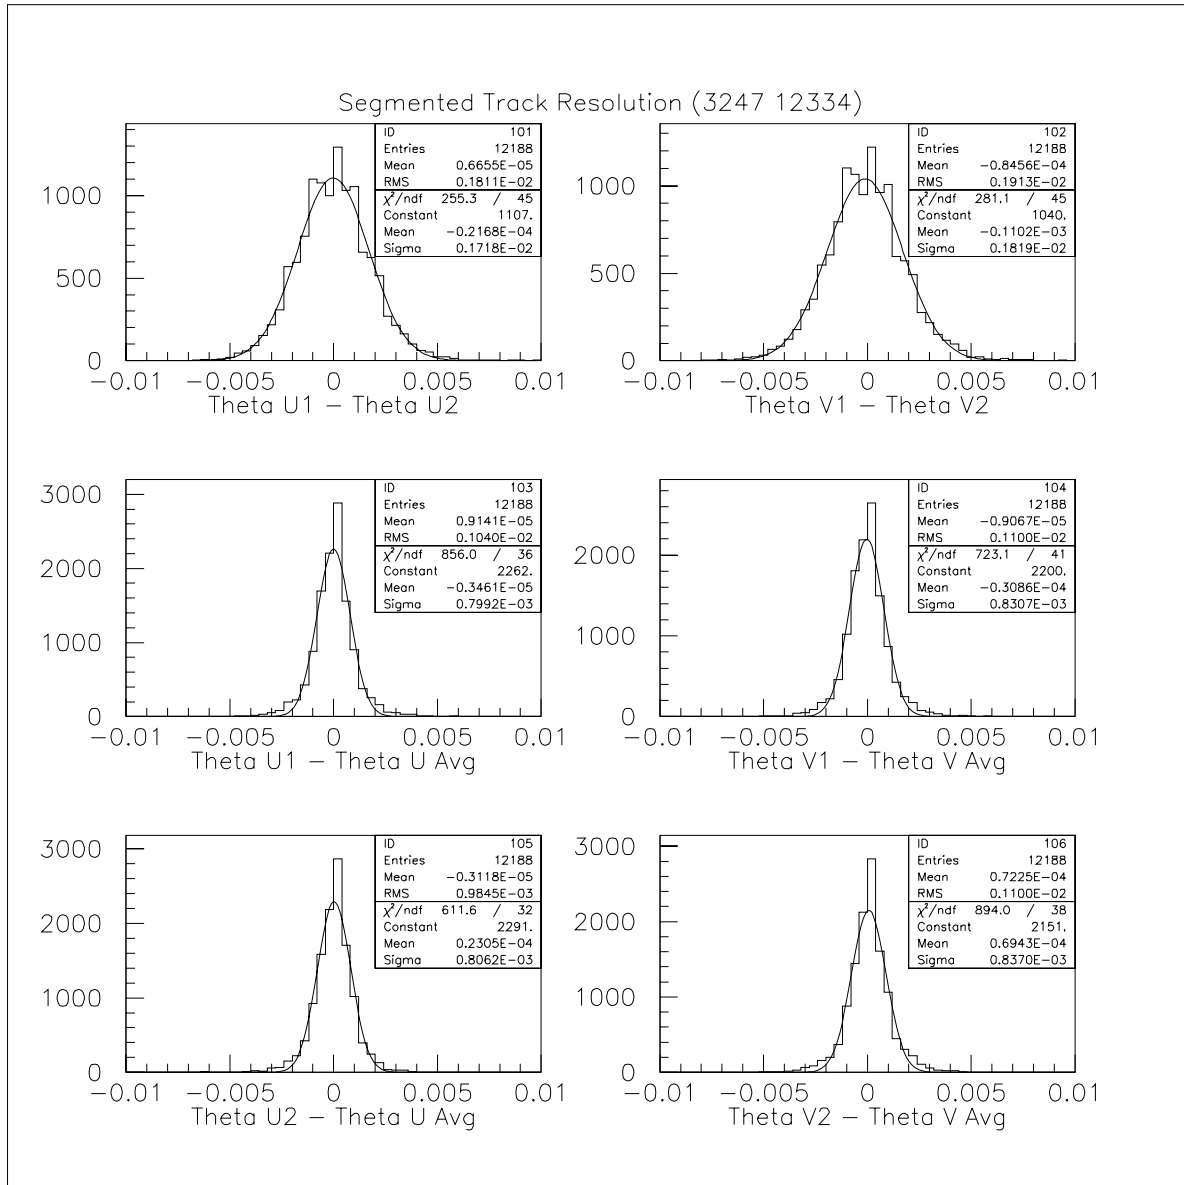 Segmented Track Resolution (3247 12334)
ID 101
Entries 12188
Mean 0.6655E-05
RMS 0.1811E-02
χ²/ndf 255.3 / 45
Constant 1107.
Mean -0.2168E-04
Sigma 0.1718E-02
1000
500
0
-0.01 -0.005 0 0.005 0.01
Theta U1 - Theta U2
ID 102
Entries 12188
Mean -0.8456E-04
RMS 0.1913E-02
χ²/ndf 281.1 / 45
Constant 1040.
Mean -0.1102E-03
Sigma 0.1819E-02
1000
500
0
-0.01 -0.005 0 0.005 0.01
Theta V1 - Theta V2
ID 103
Entries 12188
Mean 0.9141E-05
RMS 0.1040E-02
χ²/ndf 856.0 / 36
Constant 2262.
Mean -0.3461E-05
Sigma 0.7992E-03
3000
2000
1000
0
-0.01 -0.005 0 0.005 0.01
Theta U1 - Theta U Avg
ID 104
Entries 12188
Mean -0.9067E-05
RMS 0.1100E-02
χ²/ndf 723.1 / 41
Constant 2200.
Mean -0.3086E-04
Sigma 0.8307E-03
2000
1000
0
-0.01 -0.005 0 0.005 0.01
Theta V1 - Theta V Avg
ID 105
Entries 12188
Mean -0.3118E-05
RMS 0.9845E-03
χ²/ndf 611.6 / 32
Constant 2291.
Mean 0.2305E-04
Sigma 0.8062E-03
3000
2000
1000
0
-0.01 -0.005 0 0.005 0.01
Theta U2 - Theta U Avg
ID 106
Entries 12188
Mean 0.7225E-04
RMS 0.1100E-02
χ²/ndf 894.0 / 38
Constant 2151.
Mean 0.6943E-04
Sigma 0.8370E-03
3000
2000
1000
0
-0.01 -0.005 0 0.005 0.01
Theta V2 - Theta V Avg